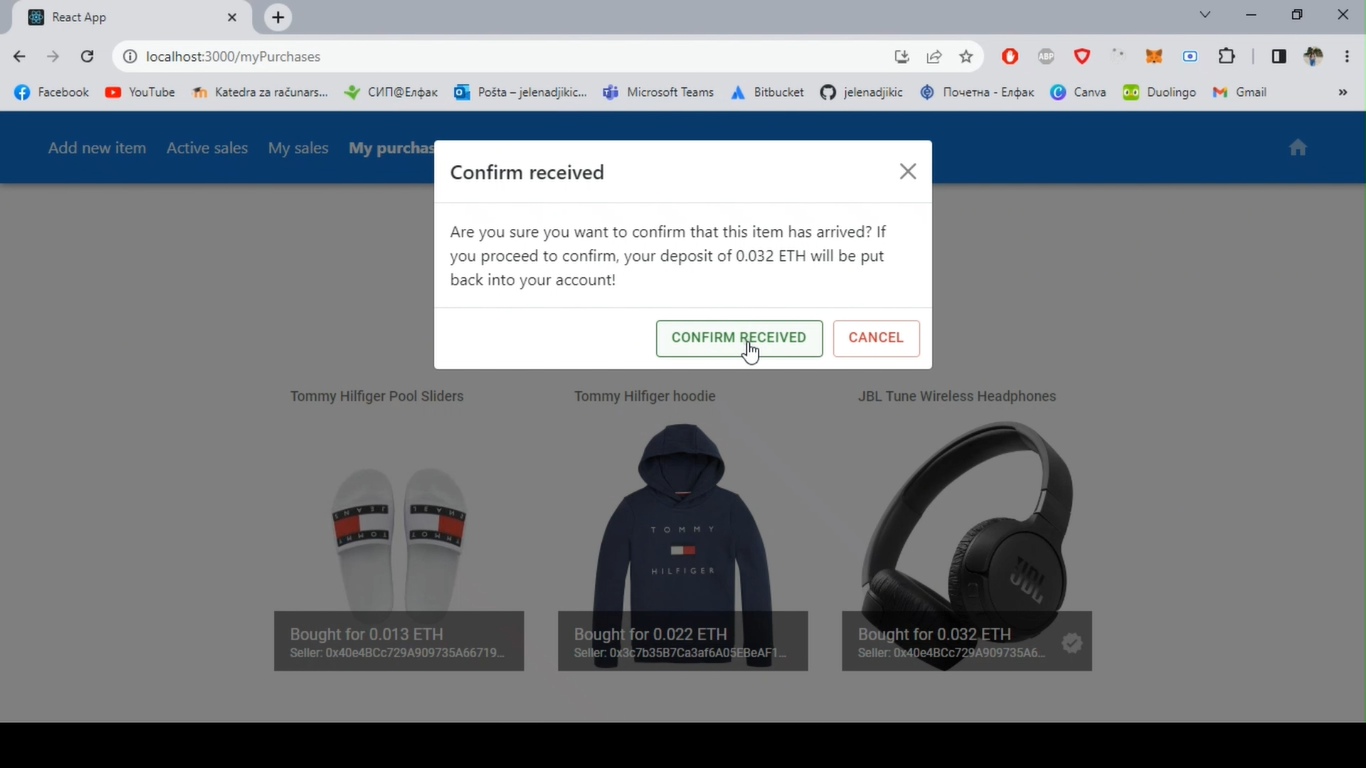 React App
localhost:3000/myPurchases
ABP
Facebook YouTube Katedra za računars... СИП@Елфак Pošta – jelenadjikic... Microsoft Teams Bitbucket jelenadjikic Почетна - Елфак Canva Duolingo Gmail »
Add new item Active sales My sales My purchas
Confirm received
Are you sure you want to confirm that this item has arrived? If
you proceed to confirm, your deposit of 0.032 ETH will be put
back into your account!
CONFIRM RECEIVED CANCEL
Tommy Hilfiger Pool Sliders Tommy Hilfiger hoodie JBL Tune Wireless Headphones
TOMMY
HILFIGER
JBL
Bought for 0.013 ETH Bought for 0.022 ETH Bought for 0.032 ETH
Seller: 0x40e4BCc729A909735A66719... Seller: 0x3c7b35B7Ca3af6A05EBeAF1... Seller: 0x40e4BCc729A909735A6...